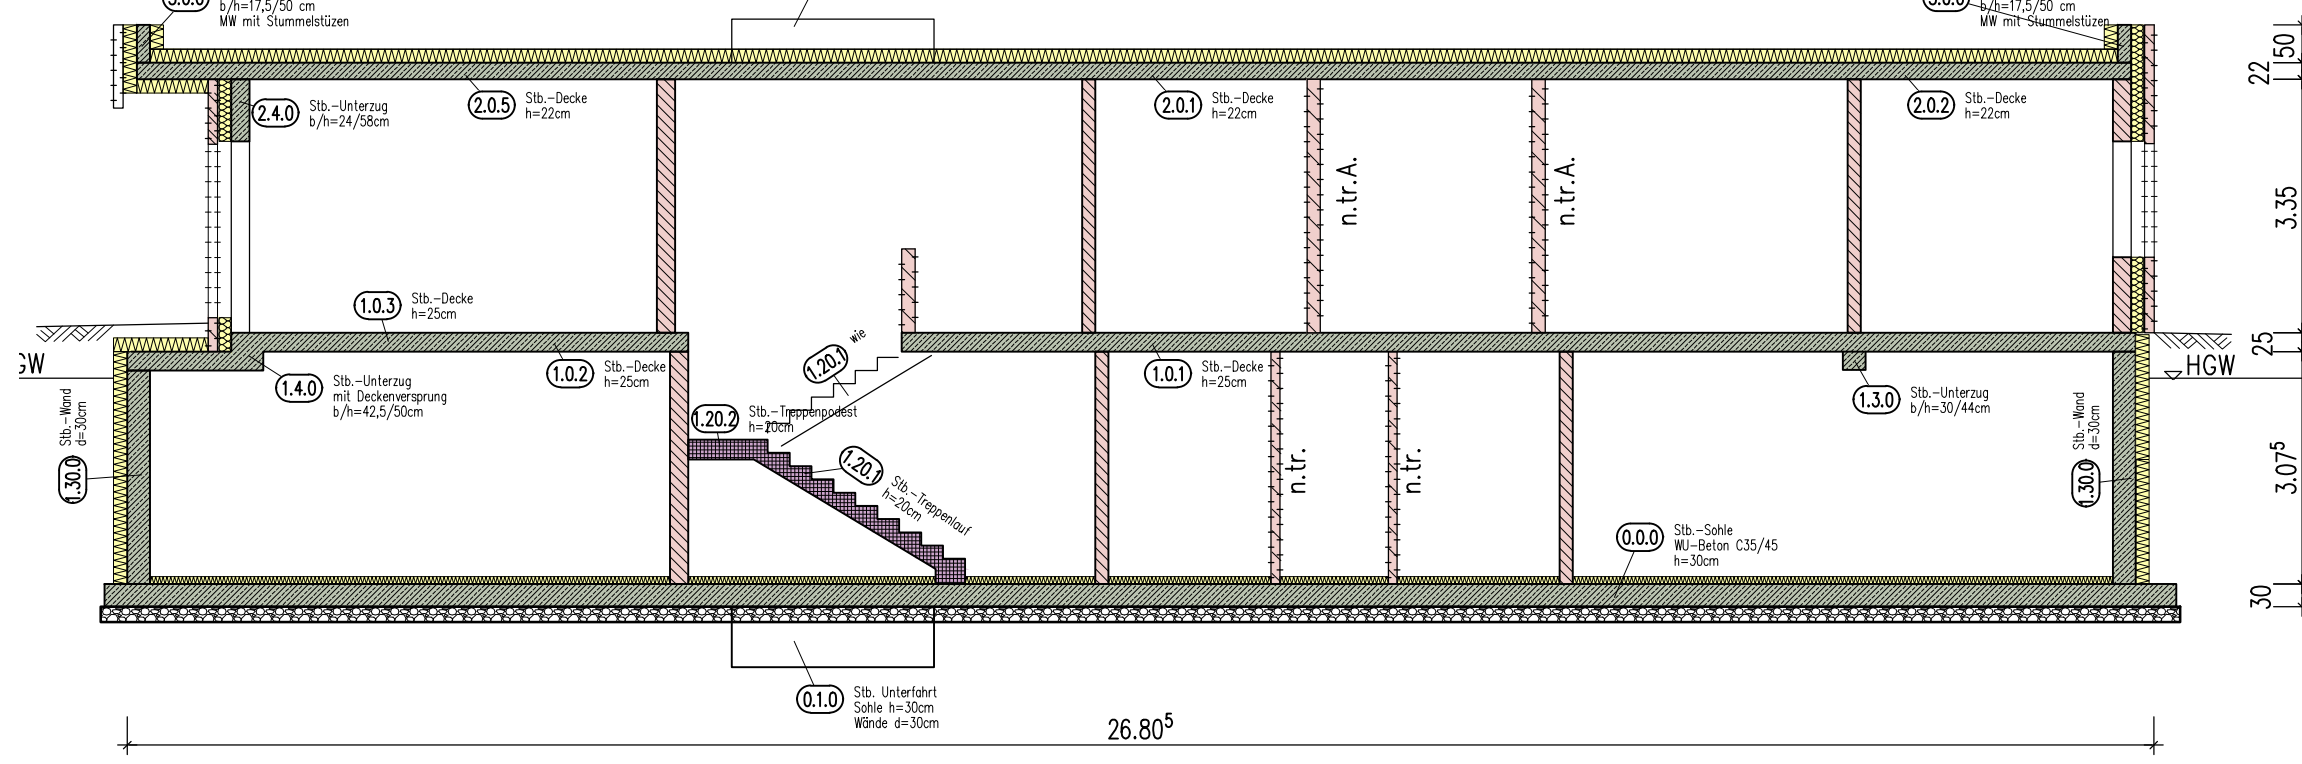 b/h=17,5/50 cm
MW mit Stummelstüzen
b/h=17,5/50 cm
MW mit Stummelstüzen
50
22
2.4.0
Stb.-Unterzug
b/h=24/58cm
2.0.5
Stb.-Decke
h=22cm
2.0.1
Stb.-Decke
h=22cm
2.0.2
Stb.-Decke
h=22cm
n.tr.A.
n.tr.A.
3.35
1.0.3
Stb.-Decke
h=25cm
wie
1.20.1
25
GW
HGW
1.4.0
Stb.-Unterzug
mit Deckenversprung
b/h=42,5/50cm
1.0.2
Stb.-Decke
h=25cm
1.0.1
Stb.-Decke
h=25cm
1.3.0
Stb.-Unterzug
b/h=30/44cm
1.20.2
Stb.-Treppenpodest
h=20cm
1.20.1
Stb.-Treppenlauf
h=20cm
1.30.0
Stb.-Wand
d=30cm
n.tr.
n.tr.
1.30.0
Stb.-Wand
d=30cm
3.07⁵
0.0.0
Stb.-Sohle
WU-Beton C35/45
h=30cm
30
0.1.0
Stb. Unterfahrt
Sohle h=30cm
Wände d=30cm
26.80⁵